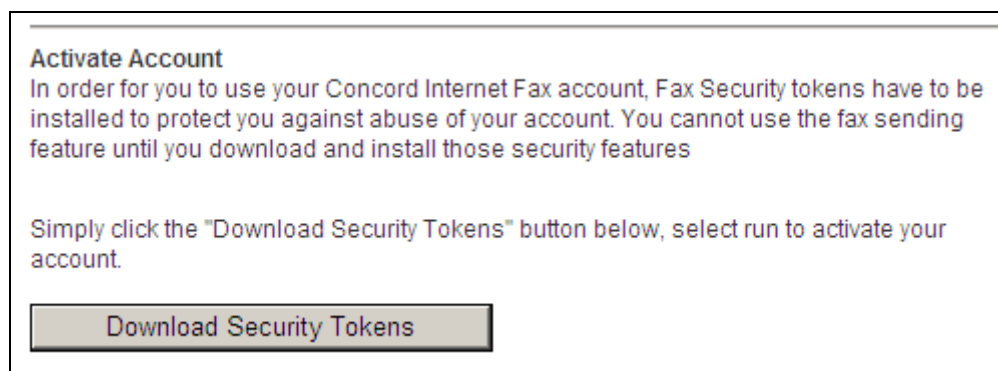 Activate Account
In order for you to use your Concord Internet Fax account, Fax Security tokens have to be
installed to protect you against abuse of your account. You cannot use the fax sending
feature until you download and install those security features
Simply click the "Download Security Tokens" button below, select run to activate your
account.
Download Security Tokens